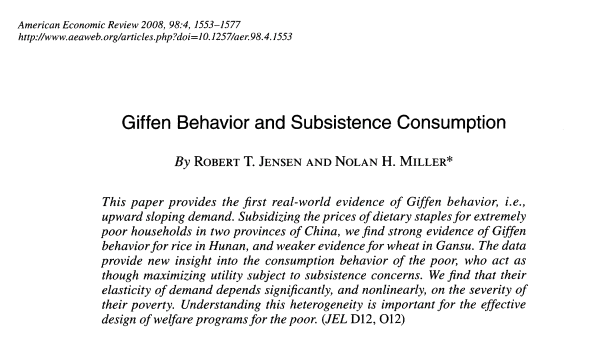 American Economic Review 2008, 98:4, 1553–1577
http://www.aeaweb.org/articles.php?doi=10.1257/aer.98.4.1553
Giffen Behavior and Subsistence Consumption
By Robert T. Jensen and Nolan H. Miller*
This paper provides the first real-world evidence of Giffen behavior, i.e.,
upward sloping demand. Subsidizing the prices of dietary staples for extremely
poor households in two provinces of China, we find strong evidence of Giffen
behavior for rice in Hunan, and weaker evidence for wheat in Gansu. The data
provide new insight into the consumption behavior of the poor, who act as
though maximizing utility subject to subsistence concerns. We find that their
elasticity of demand depends significantly, and nonlinearly, on the severity of
their poverty. Understanding this heterogeneity is important for the effective
design of welfare programs for the poor. (JEL D12, O12)